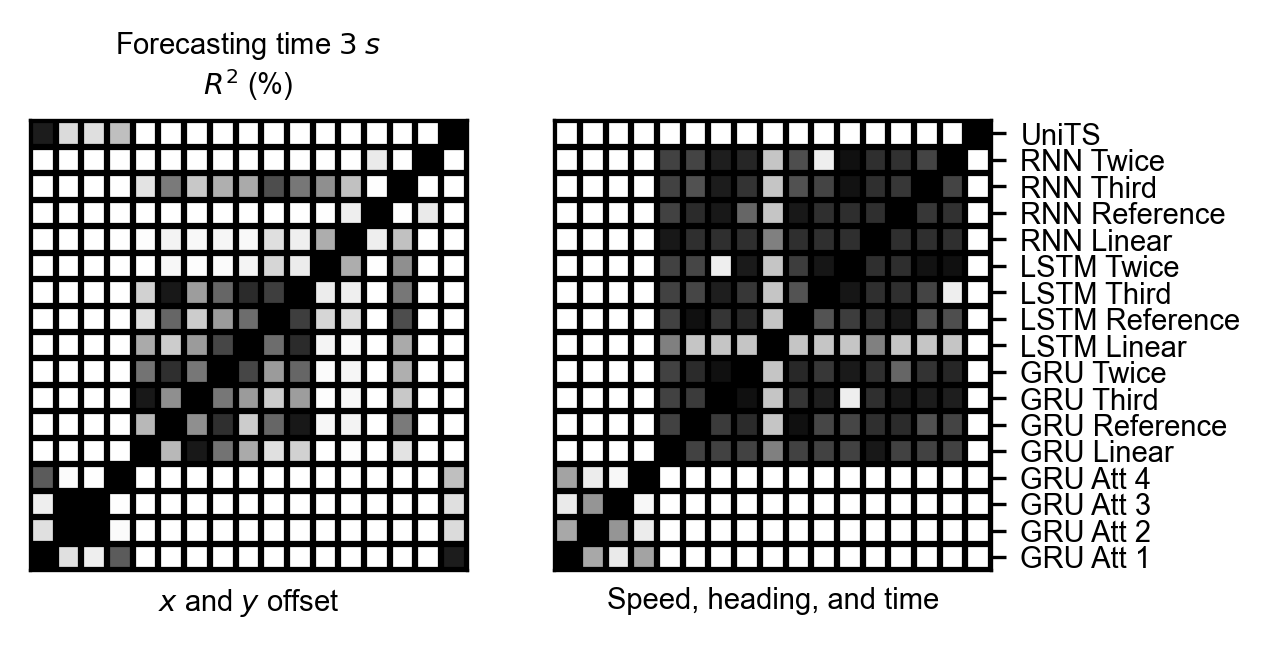 Forecasting time 3 s
R² (%)
UniTS
RNN Twice
RNN Third
RNN Reference
RNN Linear
LSTM Twice
LSTM Third
LSTM Reference
LSTM Linear
GRU Twice
GRU Third
GRU Reference
GRU Linear
GRU Att 4
GRU Att 3
GRU Att 2
GRU Att 1
x and y offset
Speed, heading, and time